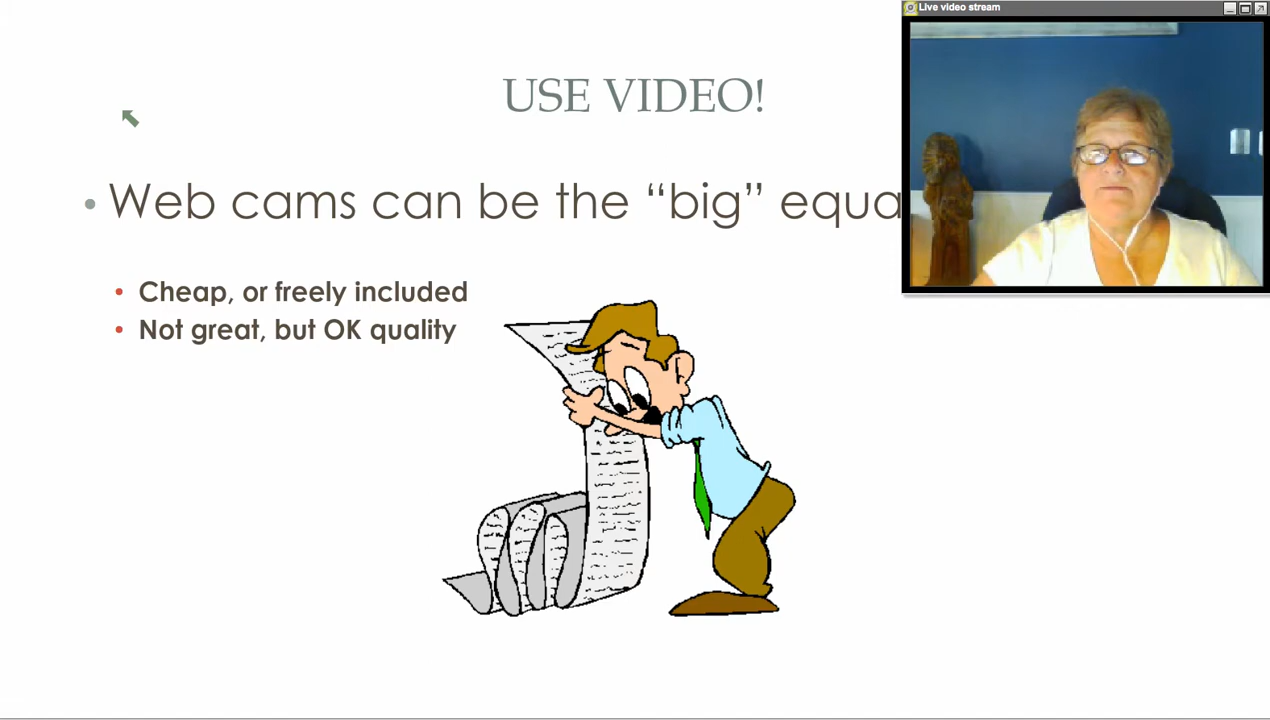 Live video stream
USE VIDEO!
• Web cams can be the “big” equa
• Cheap, or freely included
• Not great, but OK quality